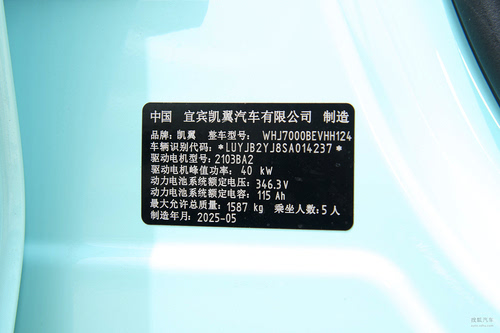 中国 宜宾凯翼汽车有限公司 制造
品牌：凯翼 整车型号： WHJ7000BEVHH124
车辆识别代码：*LUYJB2YJ8SA014237*
驱动电机型号：2103BA2
驱动电机峰值功率： 40 kW
动力电池系统额定电压：346.3V
动力电池系统额定电容：115 Ah
最大允许总质量：1587 kg 乘坐人数：5人
制造年月：2025-05